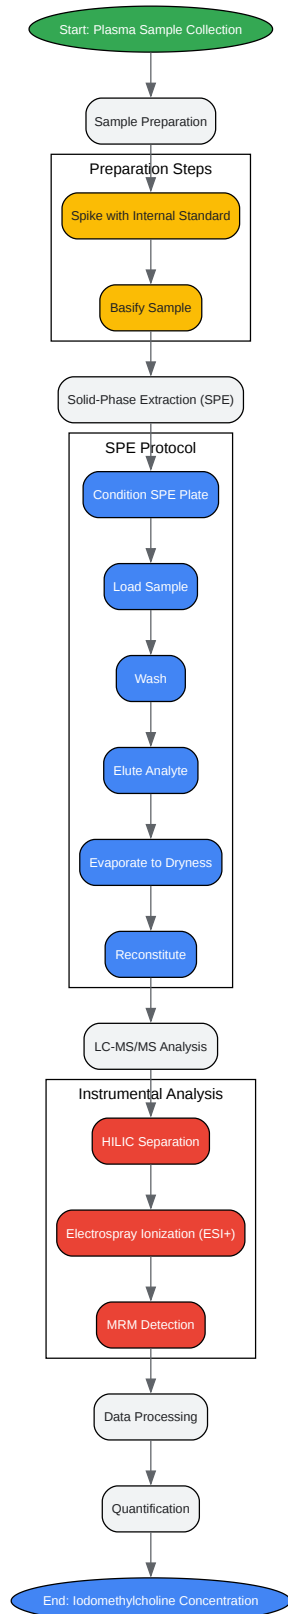 Start: Plasma Sample Collection
Sample Preparation
Preparation Steps
Spike with Internal Standard
Basify Sample
Solid-Phase Extraction (SPE)
SPE Protocol
Condition SPE Plate
Load Sample
Wash
Elute Analyte
Evaporate to Dryness
Reconstitute
LC-MS/MS Analysis
Instrumental Analysis
HILIC Separation
Electrospray Ionization (ESI+)
MRM Detection
Data Processing
Quantification
End: Iodomethylcholine Concentration